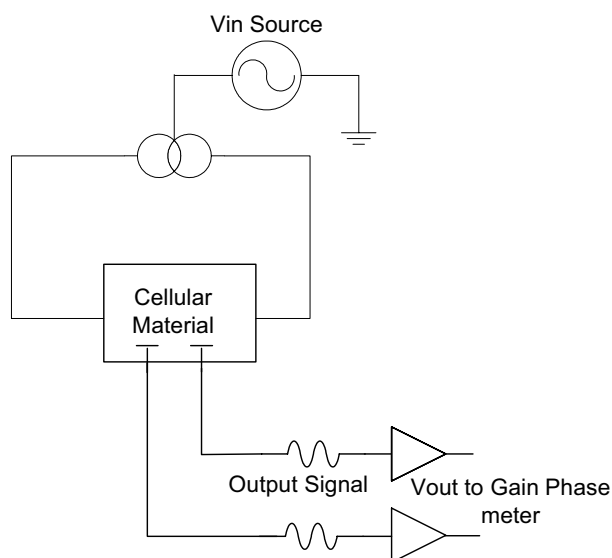 Vin Source
Cellular
Material
Output Signal
Vout to Gain Phase
meter